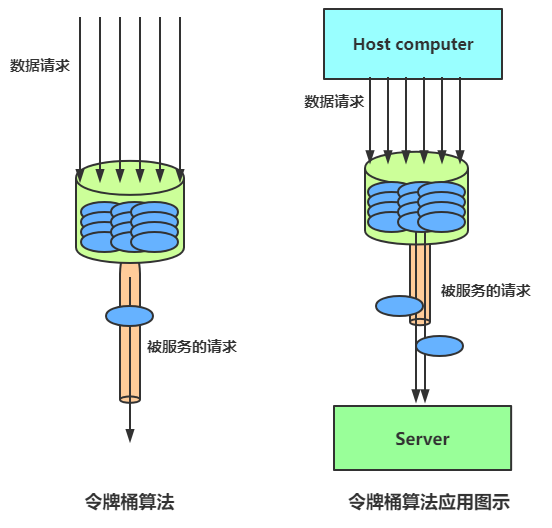 数据请求
被服务的请求
令牌桶算法
Host computer
数据请求
被服务的请求
Server
令牌桶算法应用图示